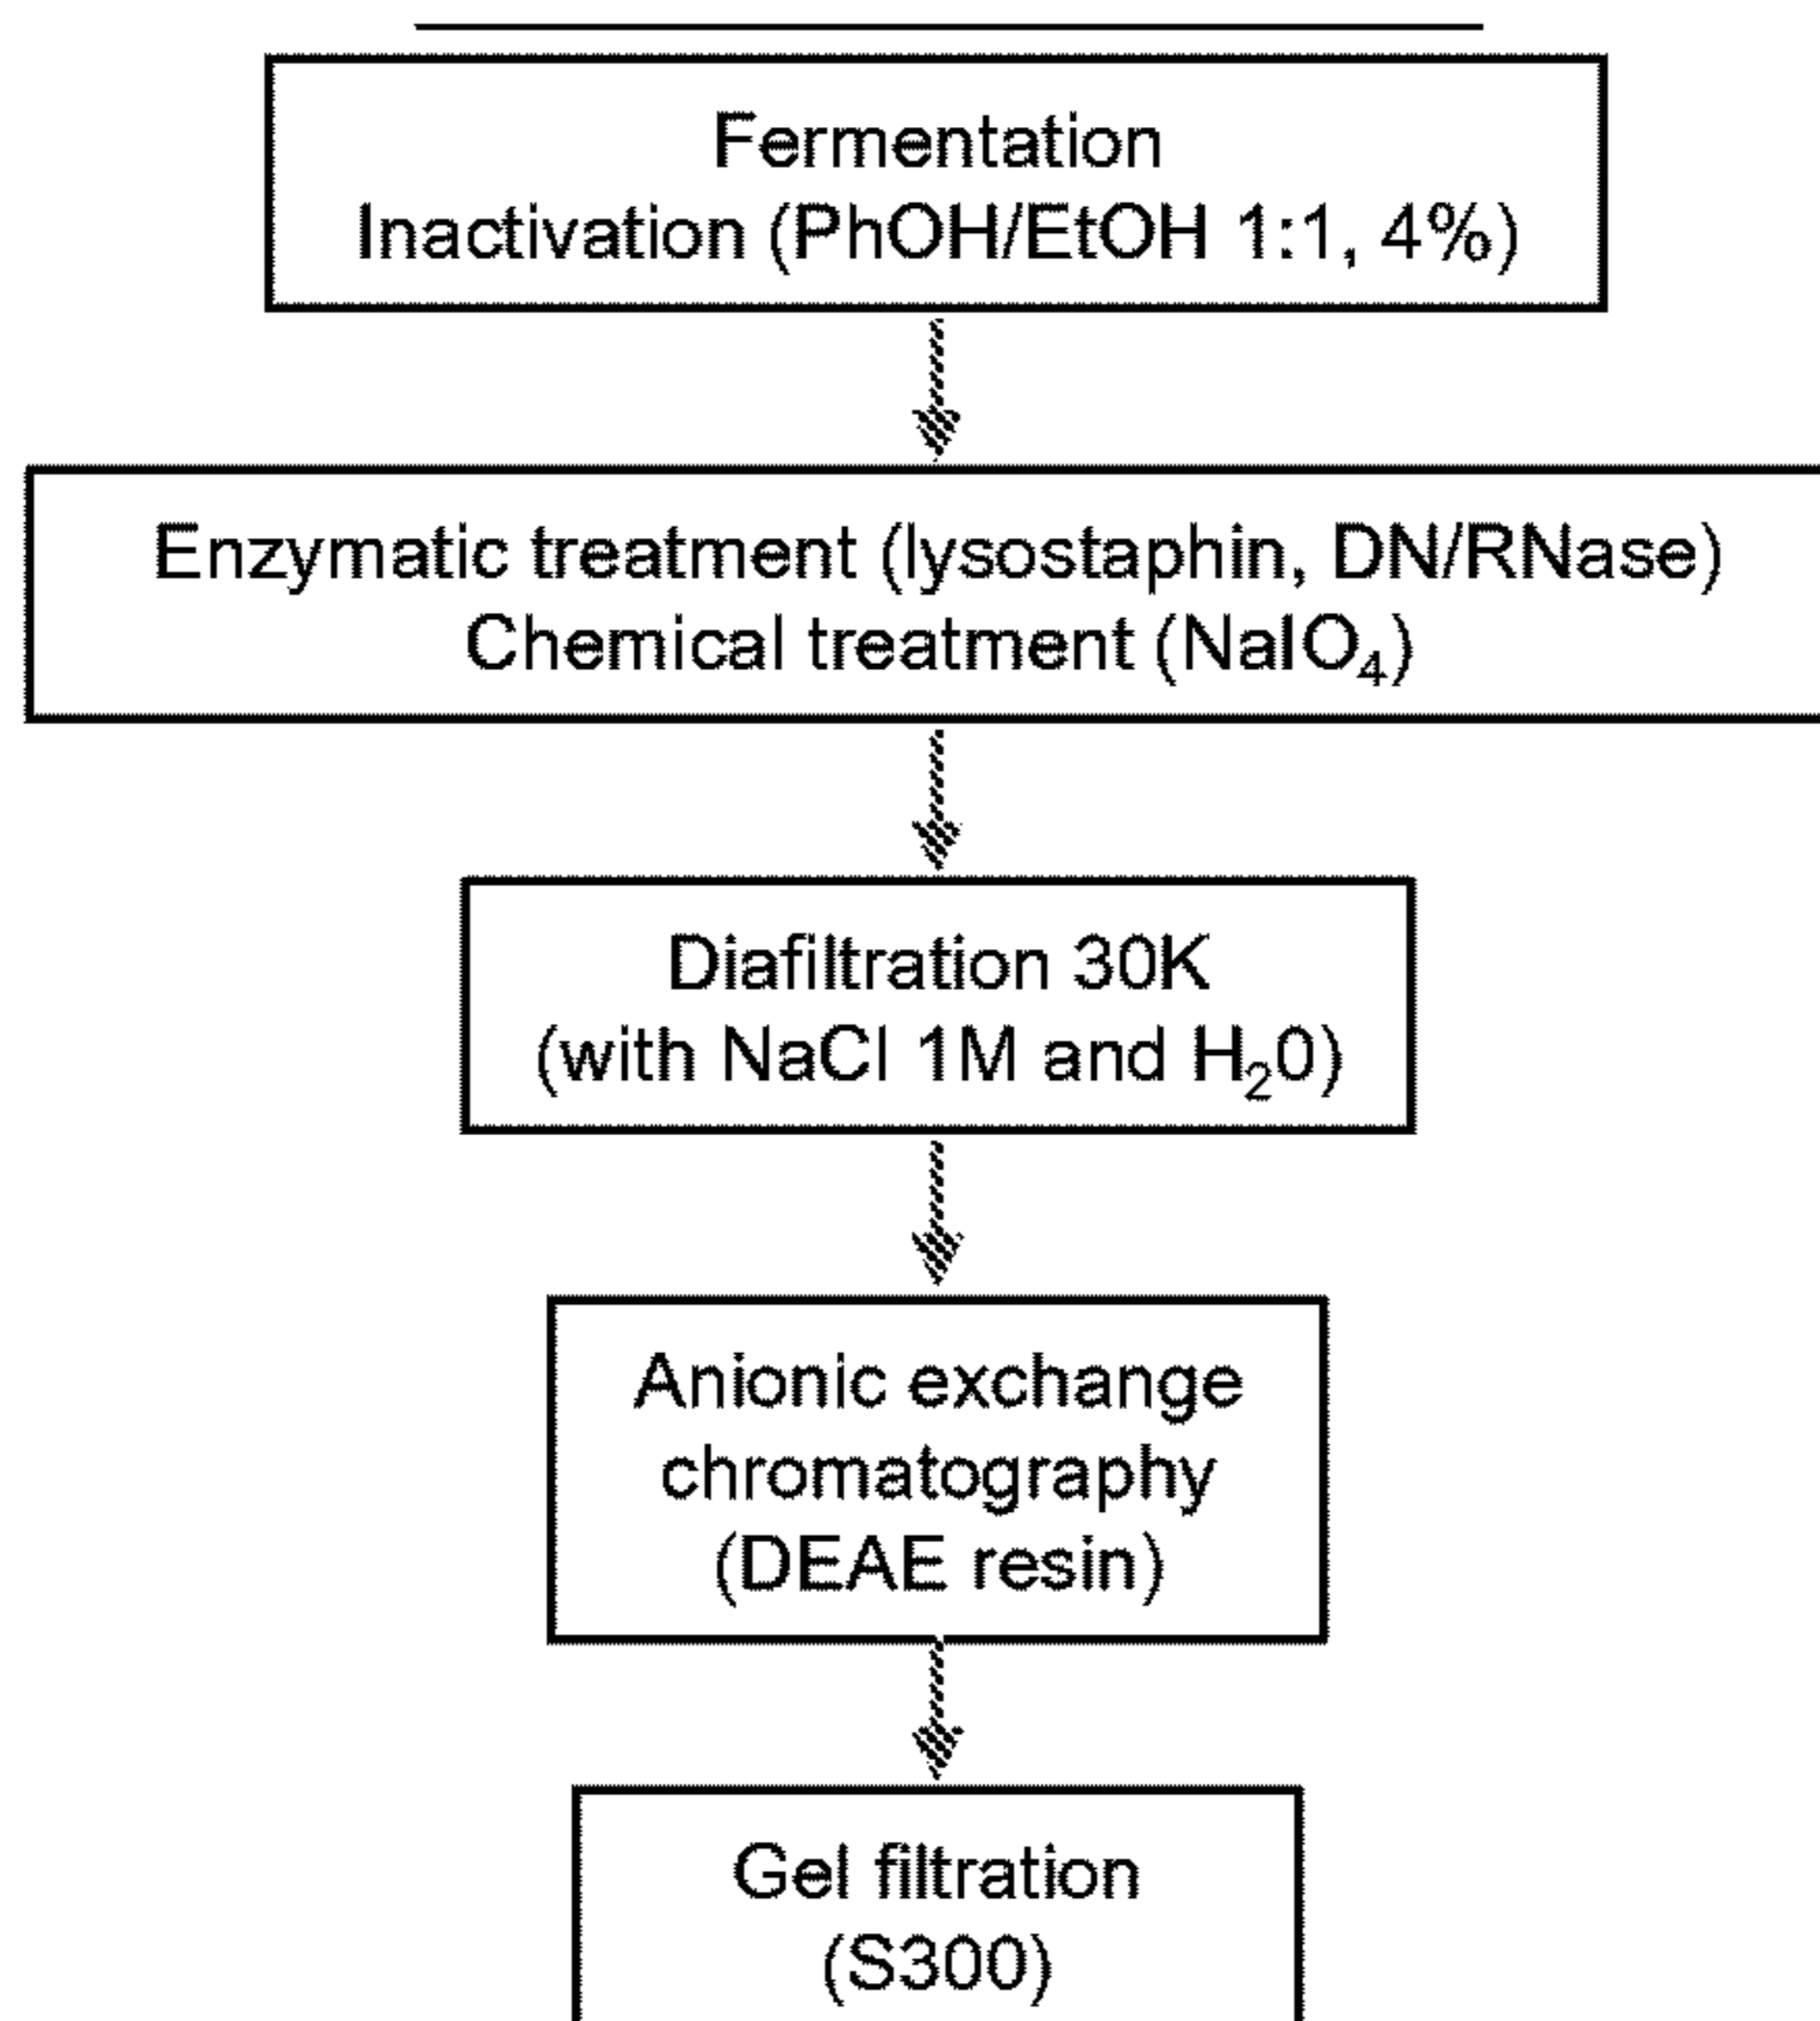 Fermentation
Inactivation (PhOH/EtOH 1:1, 4%)
Enzymatic treatment (lysostaphin, DN/RNase)
Chemical treatment (NaIO₄)
Diafiltration 30K
(with NaCl 1M and H₂0)
Anionic exchange
chromatography
(DEAE resin)
Gel filtration
(S300)